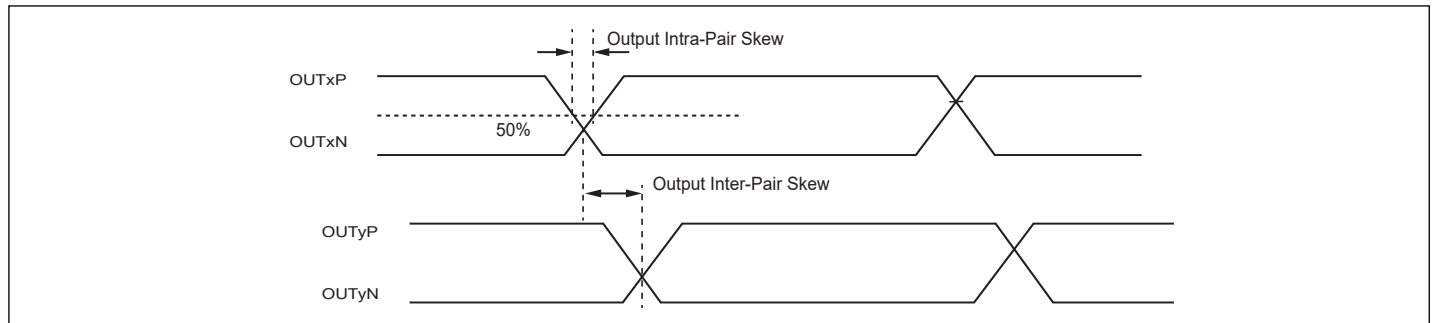 Output Intra-Pair Skew
OUTxP
50%
OUTxN
Output Inter-Pair Skew
OUTyP
OUTyN